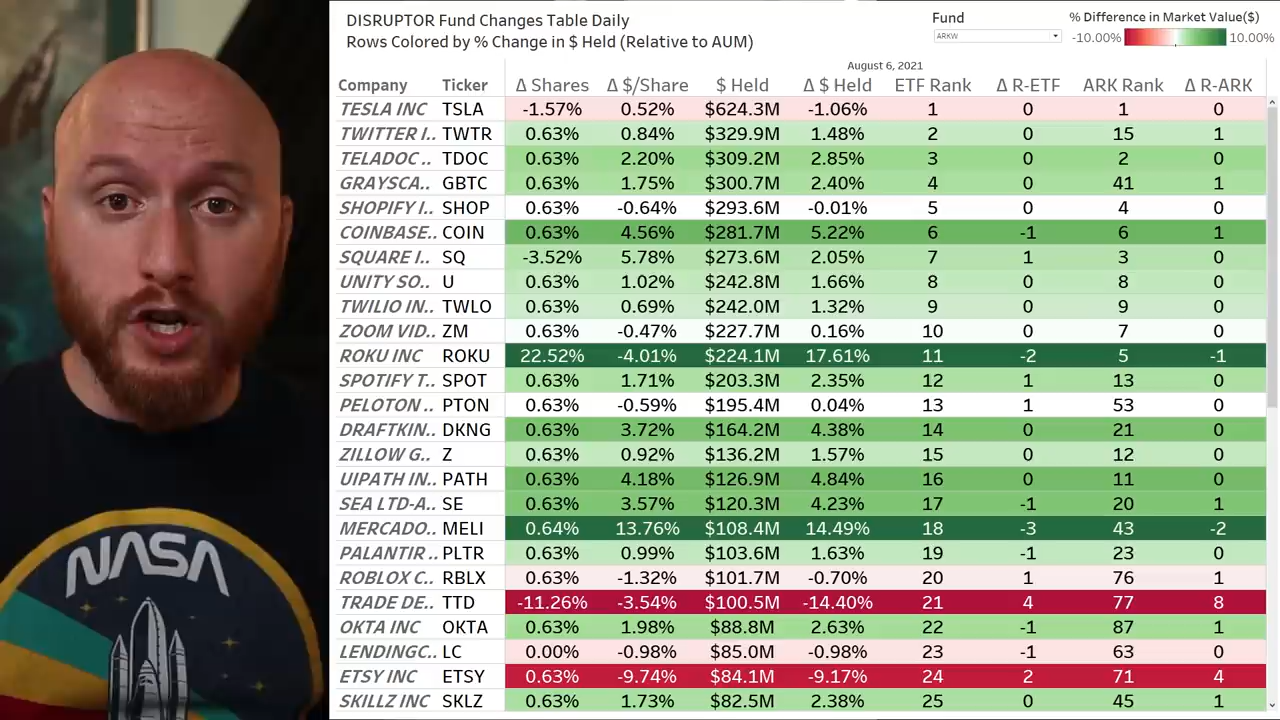 DISRUPTOR Fund Changes Table Daily
Rows Colored by % Change in $ Held (Relative to AUM)
Fund
ARKW
% Difference in Market Value($)
-10.00% 10.00%
August 6, 2021
Company Ticker Δ Shares Δ $/Share $ Held Δ $ Held ETF Rank Δ R-ETF ARK Rank Δ R-ARK
TESLA INC TSLA -1.57% 0.52% $624.3M -1.06% 1 0 1 0
TWITTER I.. TWTR 0.63% 0.84% $329.9M 1.48% 2 0 15 1
TELADOC .. TDOC 0.63% 2.20% $309.2M 2.85% 3 0 2 0
GRAYSCA.. GBTC 0.63% 1.75% $300.7M 2.40% 4 0 41 1
SHOPIFY I.. SHOP 0.63% -0.64% $293.6M -0.01% 5 0 4 0
COINBASE.. COIN 0.63% 4.56% $281.7M 5.22% 6 -1 6 1
SQUARE I.. SQ -3.52% 5.78% $273.6M 2.05% 7 1 3 0
UNITY SO.. U 0.63% 1.02% $242.8M 1.66% 8 0 8 0
TWILIO IN.. TWLO 0.63% 0.69% $242.0M 1.32% 9 0 9 0
ZOOM VID.. ZM 0.63% -0.47% $227.7M 0.16% 10 0 7 0
ROKU INC ROKU 22.52% -4.01% $224.1M 17.61% 11 -2 5 -1
SPOTIFY T.. SPOT 0.63% 1.71% $203.3M 2.35% 12 1 13 0
PELOTON .. PTON 0.63% -0.59% $195.4M 0.04% 13 1 53 0
DRAFTKIN.. DKNG 0.63% 3.72% $164.2M 4.38% 14 0 21 0
ZILLOW G.. Z 0.63% 0.92% $136.2M 1.57% 15 0 12 0
UIPATH IN.. PATH 0.63% 4.18% $126.9M 4.84% 16 0 11 0
SEA LTD-A.. SE 0.63% 3.57% $120.3M 4.23% 17 -1 20 1
MERCADO.. MELI 0.64% 13.76% $108.4M 14.49% 18 -3 43 -2
PALANTIR .. PLTR 0.63% 0.99% $103.6M 1.63% 19 -1 23 0
ROBLOX C.. RBLX 0.63% -1.32% $101.7M -0.70% 20 1 76 1
TRADE DE.. TTD -11.26% -3.54% $100.5M -14.40% 21 4 77 8
OKTA INC OKTA 0.63% 1.98% $88.8M 2.63% 22 -1 87 1
LENDINGC.. LC 0.00% -0.98% $85.0M -0.98% 23 -1 63 0
ETSY INC ETSY 0.63% -9.74% $84.1M -9.17% 24 2 71 4
SKILLZ INC SKLZ 0.63% 1.73% $82.5M 2.38% 25 0 45 1
NASA